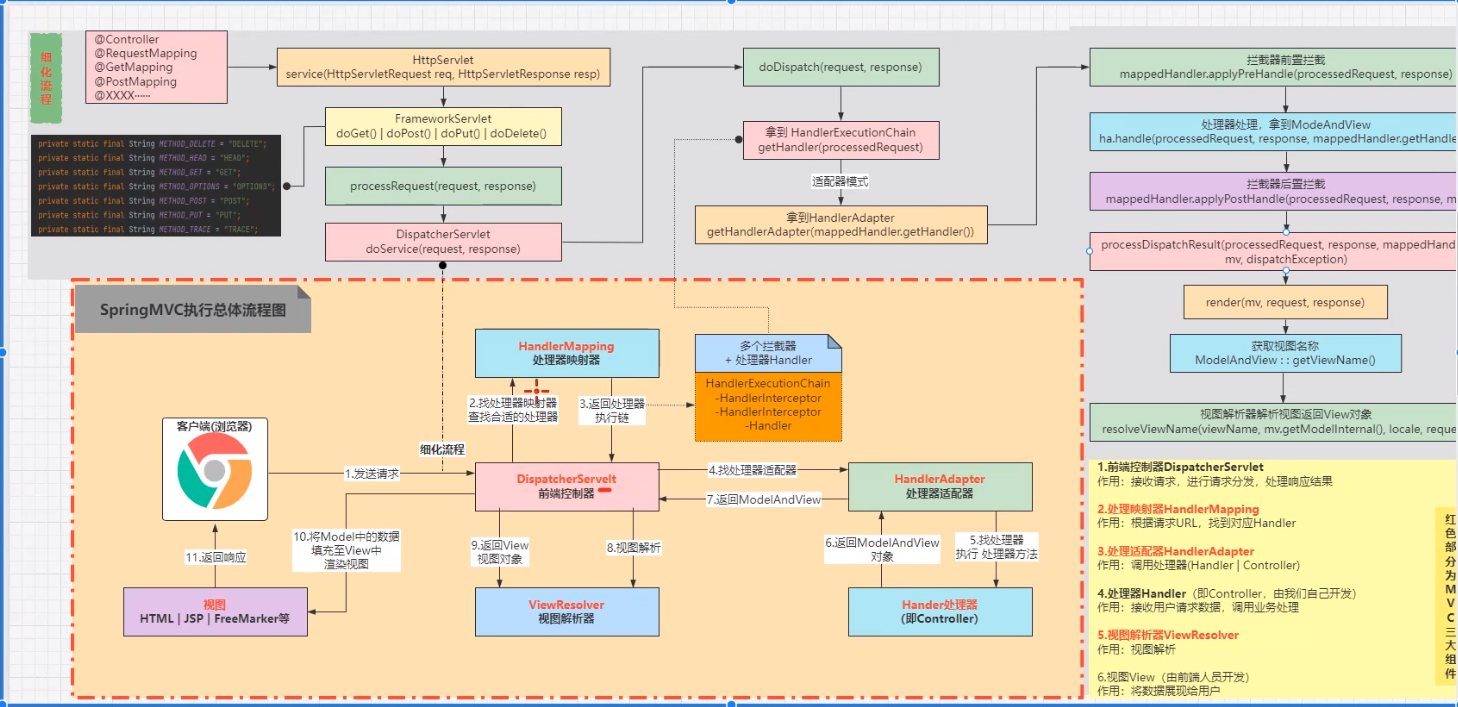 细
化
流
程
@Controller
@RequestMapping
@GetMapping
@PostMapping
@XXXX······
HttpServlet
service(HttpServletRequest req, HttpServletResponse resp)
FrameworkServlet
doGet() | doPost() | doPut() | doDelete()
processRequest(request, response)
DispatcherServlet
doService(request, response)
private static final String METHOD_DELETE = "DELETE";
private static final String METHOD_HEAD = "HEAD";
private static final String METHOD_GET = "GET";
private static final String METHOD_OPTIONS = "OPTIONS";
private static final String METHOD_POST = "POST";
private static final String METHOD_PUT = "PUT";
private static final String METHOD_TRACE = "TRACE";
doDispatch(request, response)
拿到 HandlerExecutionChain
getHandler(processedRequest)
适配器模式
拿到HandlerAdapter
getHandlerAdapter(mappedHandler.getHandler())
拦截器前置拦截
mappedHandler.applyPreHandle(processedRequest, response)
处理器处理，拿到ModeAndView
ha.handle(processedRequest, response, mappedHandler.getHandle
拦截器后置拦截
mappedHandler.applyPostHandle(processedRequest, response, m
processDispatchResult(processedRequest, response, mappedHand
mv, dispatchException)
render(mv, request, response)
获取视图名称
ModelAndView : : getViewName()
视图解析器解析视图返回View对象
resolveViewName(viewName, mv.getModelInternal(), locale, reque
SpringMVC执行总体流程图
HandlerMapping
处理器映射器
多个拦截器
+ 处理器Handler
HandlerExecutionChain
-HandlerInterceptor
-HandlerInterceptor
-Handler
2.找处理器映射器
查找合适的处理器
3.返回处理器
执行链
客户端(浏览器)
细化流程
1.发送请求
DispatcherServelt
前端控制器
4.找处理器适配器
7.返回ModelAndView
HandlerAdapter
处理器适配器
11.返回响应
10.将Model中的数据
填充至View中
渲染视图
9.返回View
视图对象
8.视图解析
6.返回ModelAndView
对象
5.找处理器
执行 处理器方法
视图
HTML | JSP | FreeMarker等
ViewResolver
视图解析器
Hander处理器
(即Controller)
1.前端控制器DispatcherServlet
作用：接收请求，进行请求分发，处理响应结果
2.处理映射器HandlerMapping
作用：根据请求URL，找到对应Handler
3.处理适配器HandlerAdapter
作用：调用处理器(Handler | Controller)
4.处理器Handler（即Controller，由我们自己开发）
作用：接收用户请求数据，调用业务处理
5.视图解析器ViewResolver
作用：视图解析
6.视图View（由前端人员开发）
作用：将数据展现给用户
红
色
部
分
为
M
V
C
三
大
组
件